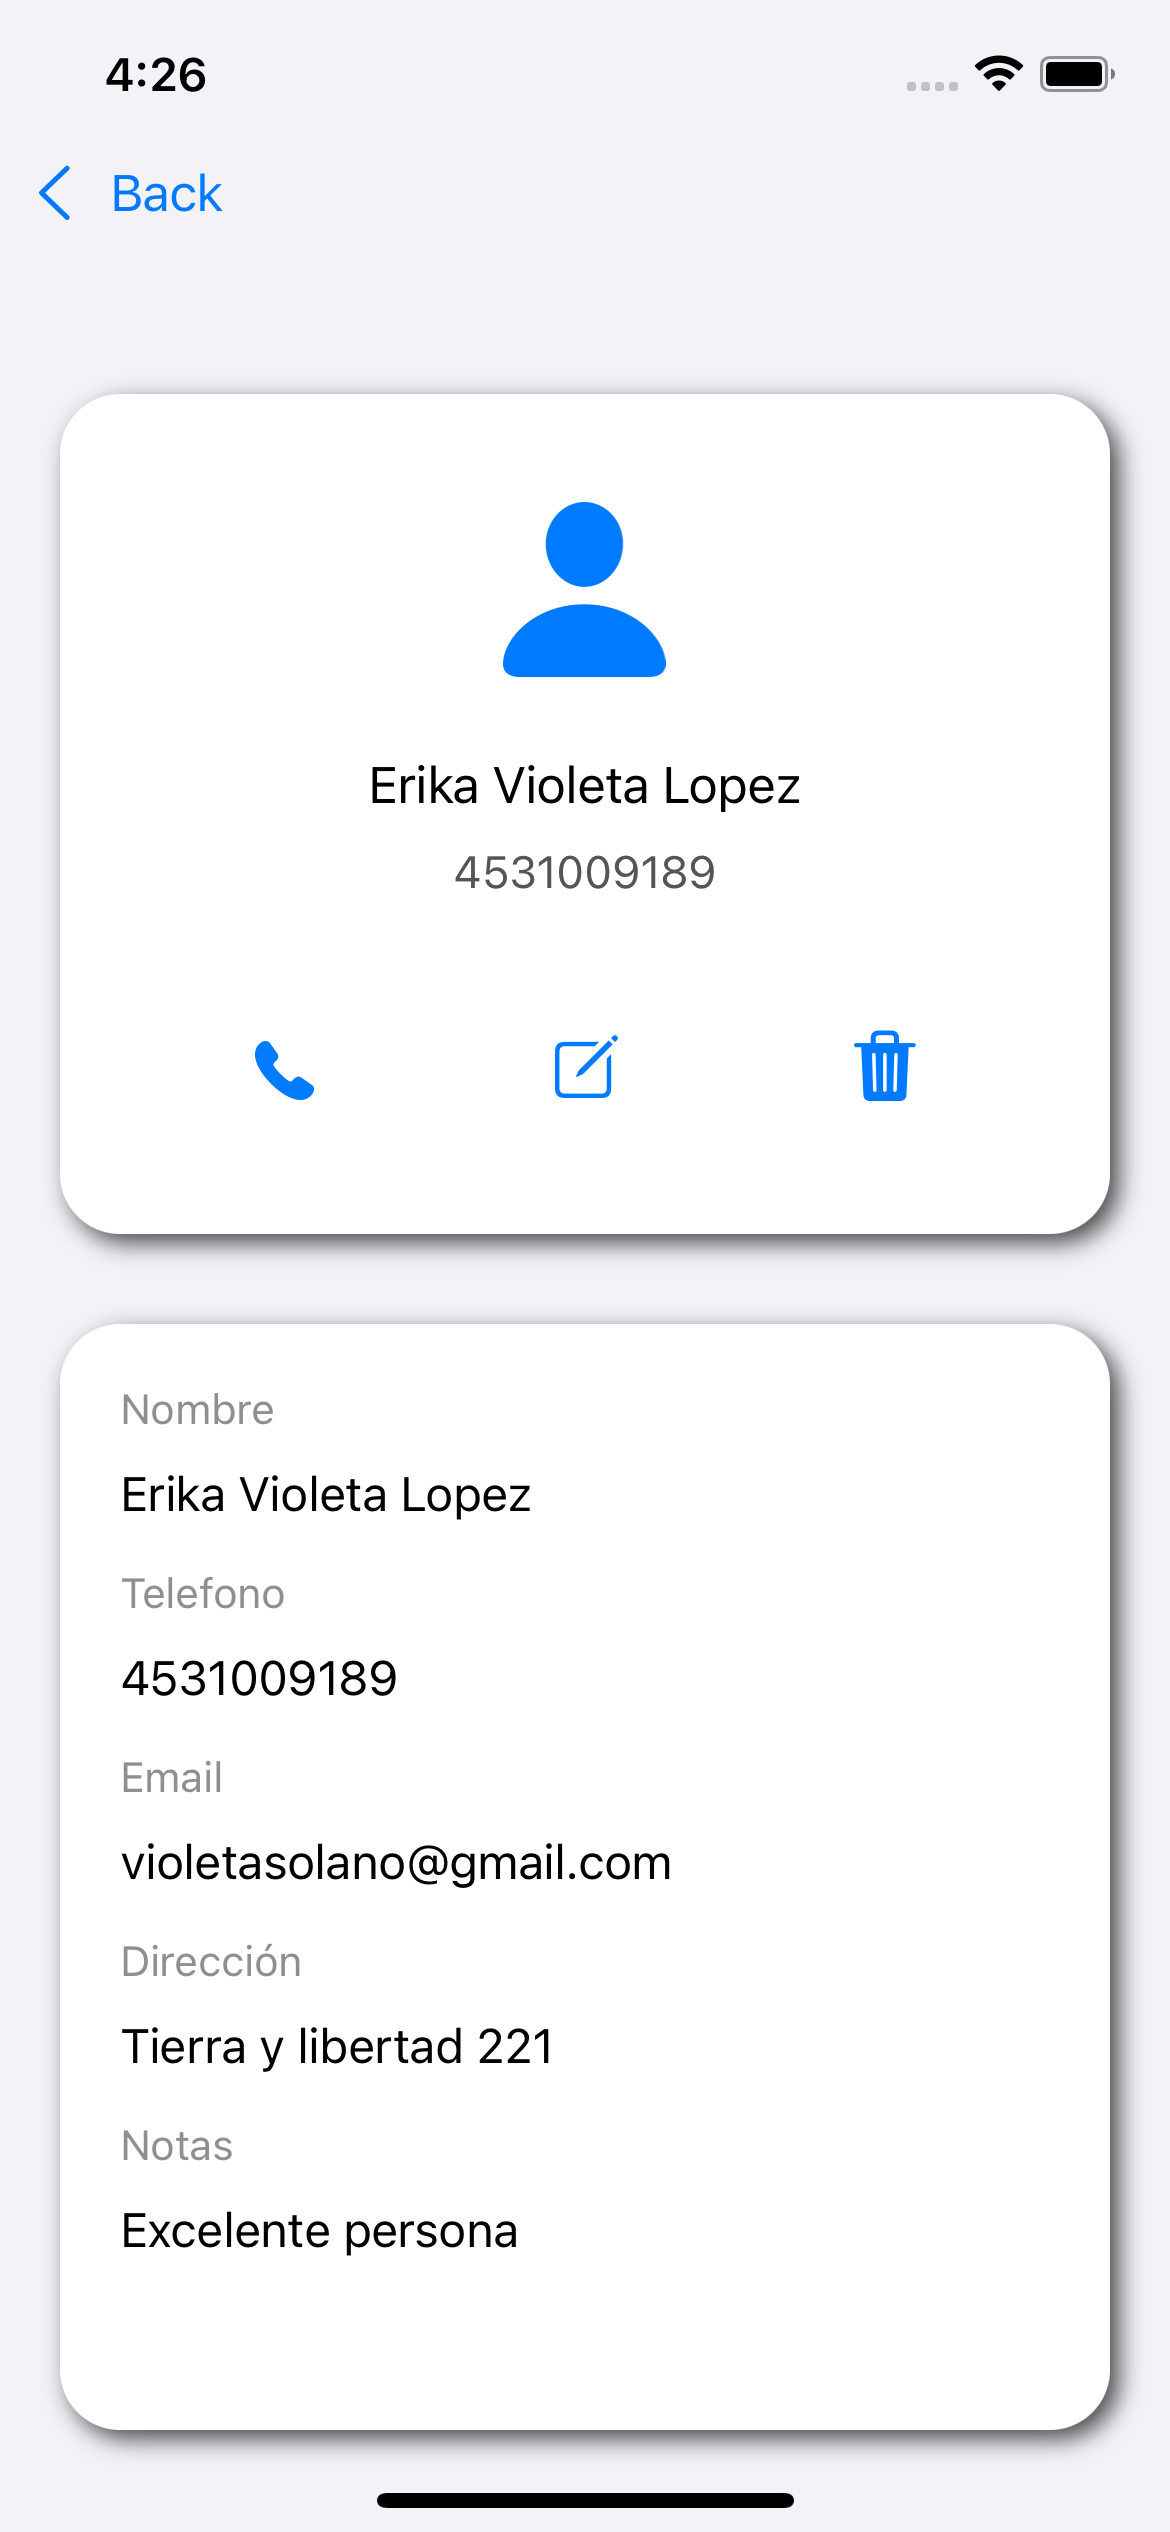 4:26
Back
Erika Violeta Lopez
4531009189
Nombre
Erika Violeta Lopez
Telefono
4531009189
Email
violetasolano@gmail.com
Dirección
Tierra y libertad 221
Notas
Excelente persona